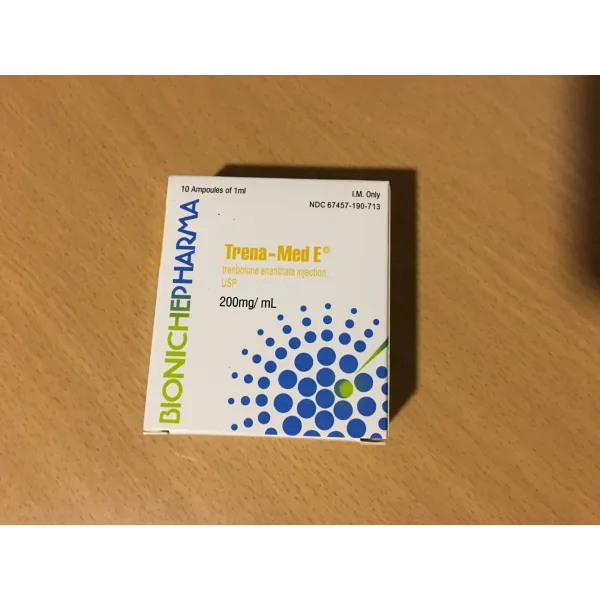 10 Ampoules of 1ml
I.M. Only
NDC 67457-190-713
BIONICHEPHARMA
Trena-Med E®
trenbolone enanthate injection,
USP
200mg/ mL